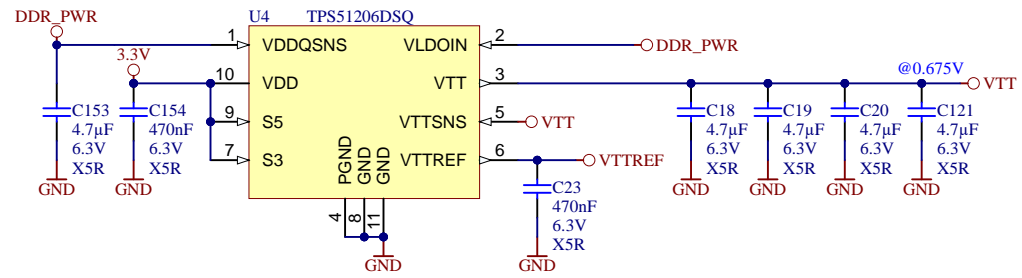 U4 TPS51206DSQ
DDR_PWR
1 VDDQSNS VLDOIN 2 DDR_PWR
3.3V
10 VDD VTT 3 @0.675V VTT
9 S5 VTTSNS 5 VTT
7 S3 VTTREF 6 VTTREF
C153
4.7µF
6.3V
X5R
GND
C154
470nF
6.3V
X5R
GND
PGND
GND
GND
4
8
11
GND
C23
470nF
6.3V
X5R
GND
C18
4.7µF
6.3V
X5R
GND
C19
4.7µF
6.3V
X5R
GND
C20
4.7µF
6.3V
X5R
GND
C121
4.7µF
6.3V
X5R
GND